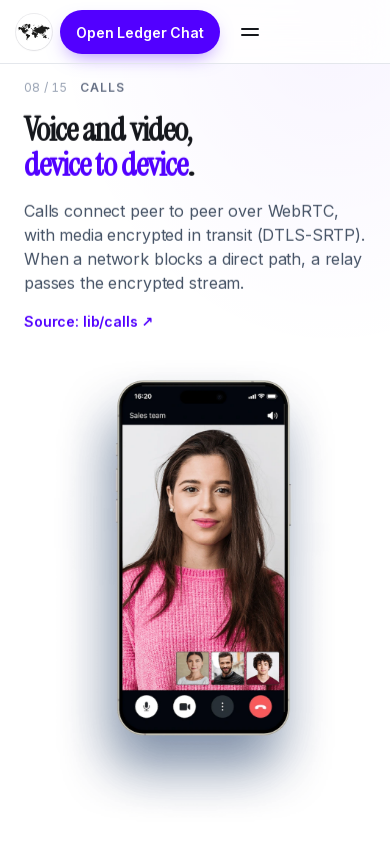 Open Ledger Chat
08 / 15 CALLS
Voice and video,
device to device.
Calls connect peer to peer over WebRTC,
with media encrypted in transit (DTLS-SRTP).
When a network blocks a direct path, a relay
passes the encrypted stream.
Source: lib/calls ↗
16:20
Sales team